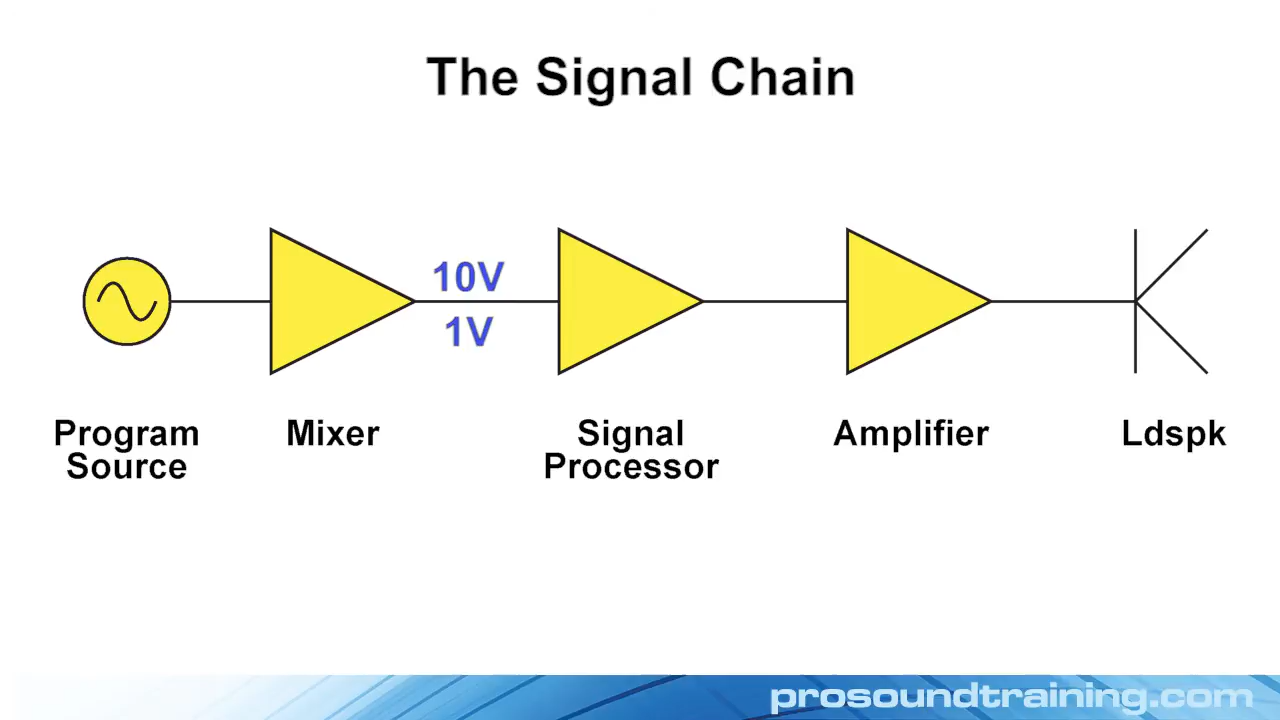 The Signal Chain
10V
1V
Program
Source
Mixer
Signal
Processor
Amplifier
Ldspk
prosoundtraining.com